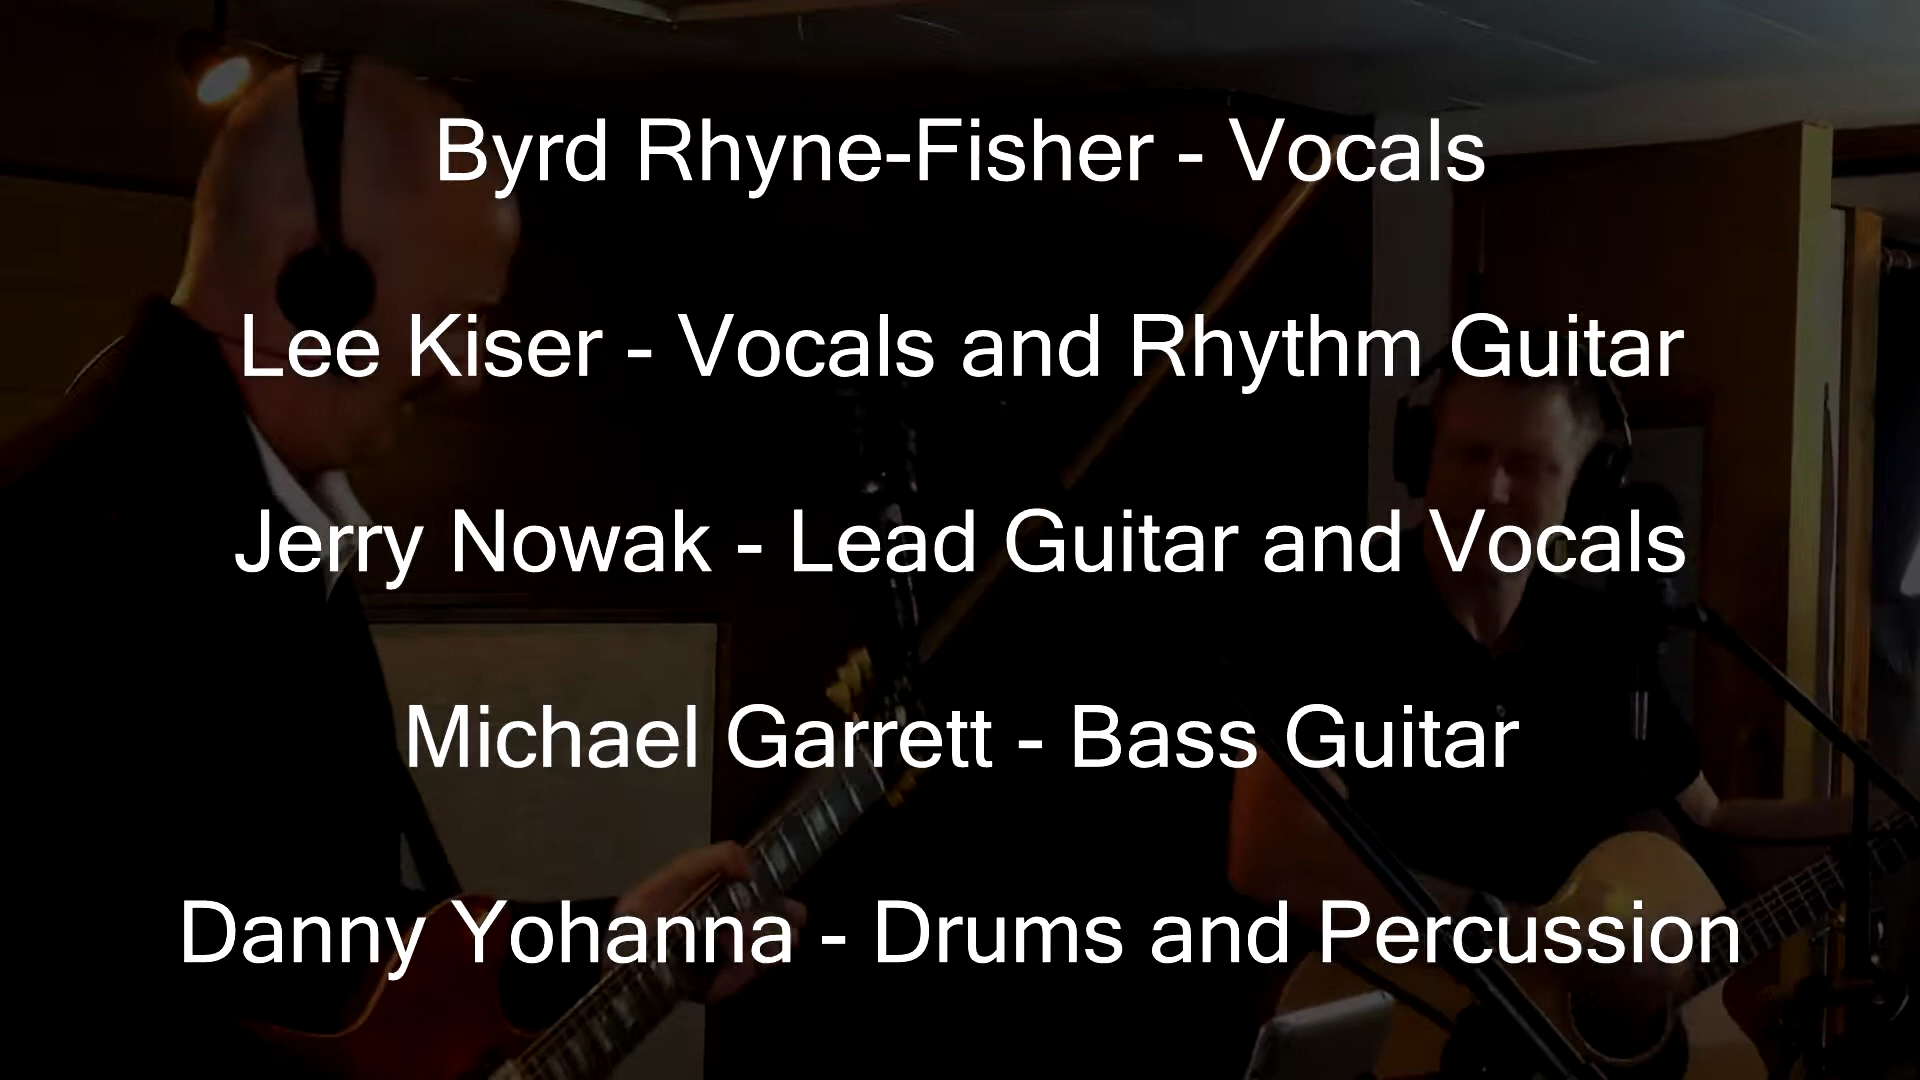 Byrd Rhyne-Fisher - Vocals
Lee Kiser - Vocals and Rhythm Guitar
Jerry Nowak - Lead Guitar and Vocals
Michael Garrett - Bass Guitar
Danny Yohanna - Drums and Percussion